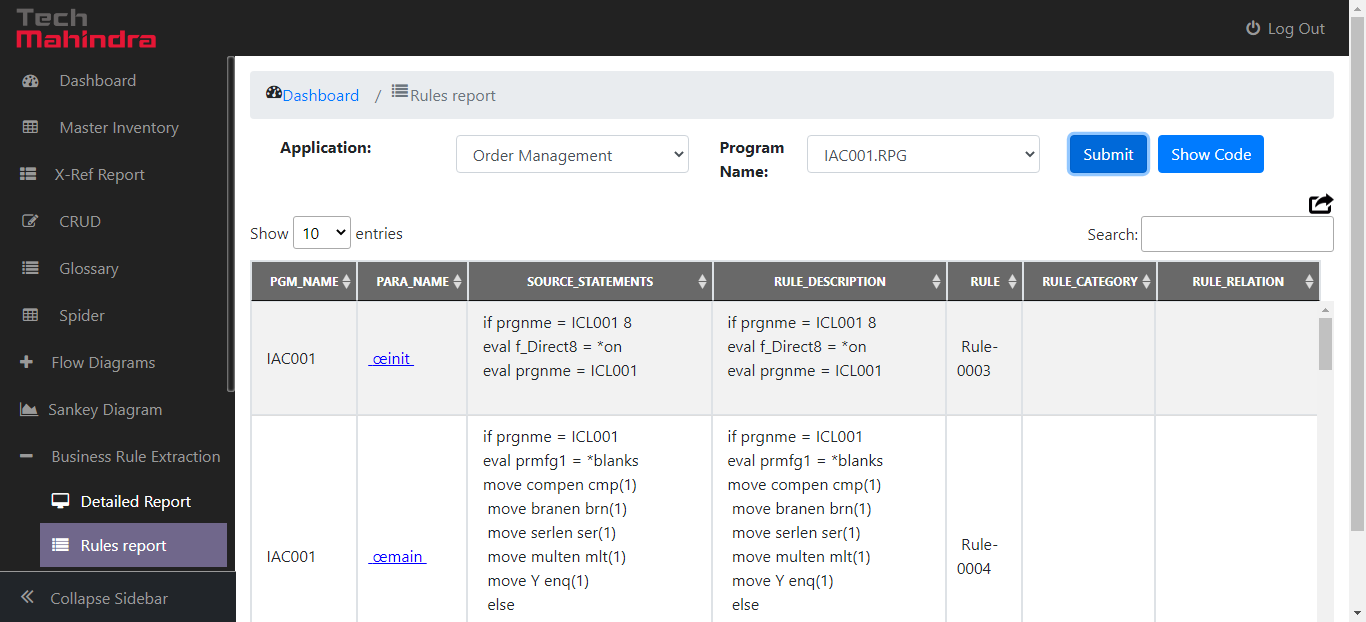 Tech
Mahindra
Log Out
Dashboard
Master Inventory
X-Ref Report
CRUD
Glossary
Spider
Flow Diagrams
Sankey Diagram
Business Rule Extraction
Detailed Report
Rules report
Collapse Sidebar
Dashboard / Rules report
Application: Order Management Program Name: IAC001.RPG Submit Show Code
Show 10 entries Search:
PGM_NAME PARA_NAME SOURCE_STATEMENTS RULE_DESCRIPTION RULE RULE_CATEGORY RULE_RELATION
IAC001
œinit
if prgnme = ICL001 8
eval f_Direct8 = *on
eval prgnme = ICL001
if prgnme = ICL001 8
eval f_Direct8 = *on
eval prgnme = ICL001
Rule-
0003
IAC001
œmain
if prgnme = ICL001
eval prmfg1 = *blanks
move compen cmp(1)
move branen brn(1)
move serlen ser(1)
move multen mlt(1)
move Y enq(1)
else
if prgnme = ICL001
eval prmfg1 = *blanks
move compen cmp(1)
move branen brn(1)
move serlen ser(1)
move multen mlt(1)
move Y enq(1)
else
Rule-
0004